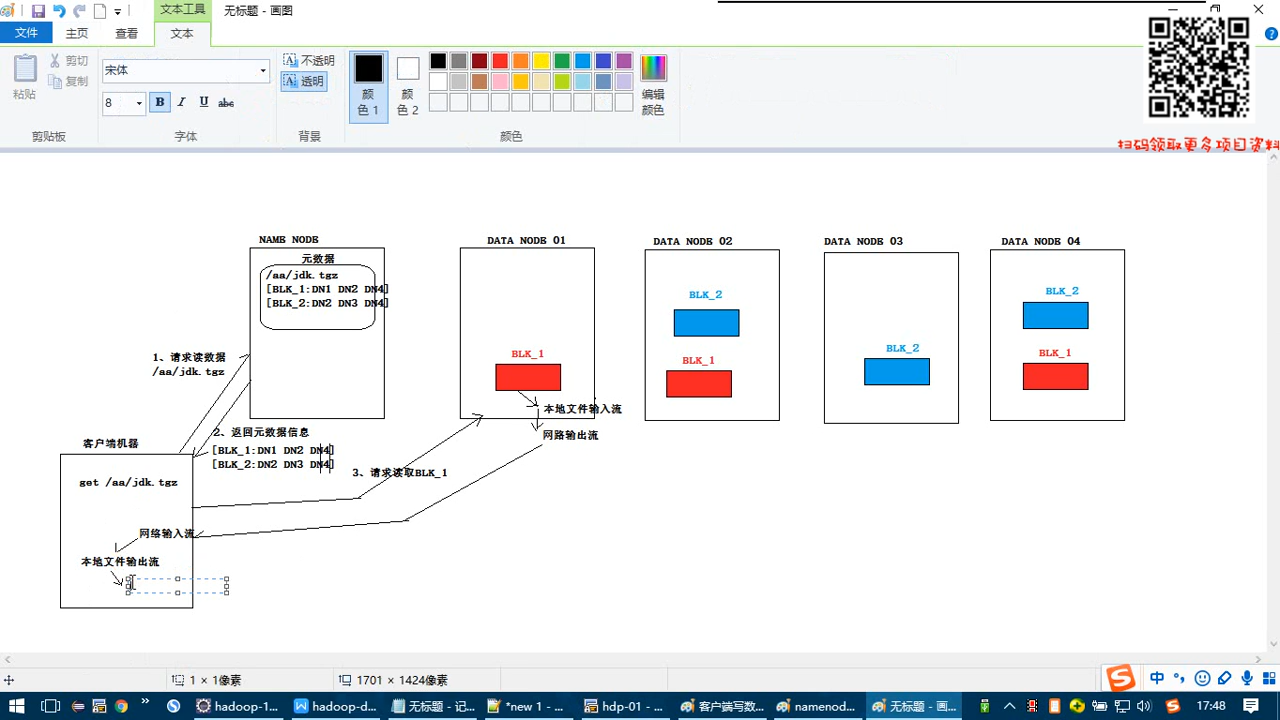 文本工具
无标题 - 画图
文件
主页
查看
文本
粘贴
剪切
复制
剪贴板
宋体
8
B
I
U
abc
字体
不透明
透明
背景
颜
色 1
颜
色 2
编辑
颜色
颜色
扫码领取更多项目资料
NAME NODE
元数据
/aa/jdk.tgz
[BLK_1:DN1 DN2 DN4]
[BLK_2:DN2 DN3 DN4]
DATA NODE 01
BLK_1
本地文件输入流
网路输出流
DATA NODE 02
BLK_2
BLK_1
DATA NODE 03
BLK_2
DATA NODE 04
BLK_2
BLK_1
1、请求读数据
/aa/jdk.tgz
2、返回元数据信息
[BLK_1:DN1 DN2 DN4]
[BLK_2:DN2 DN3 DN4]
3、请求读取BLK_1
客户端机器
get /aa/jdk.tgz
网络输入流
本地文件输出流
1 × 1像素
1701 × 1424像素
中
hadoop-1...
hadoop-d...
无标题 - 记...
*new 1 - ...
hdp-01 - ...
客户端写数...
namenod...
无标题 - 画...
中
17:48